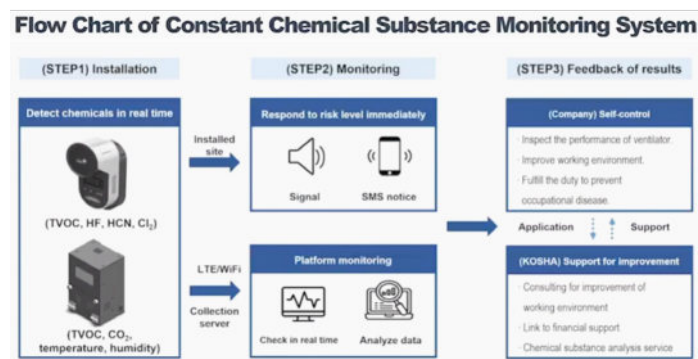 Flow Chart of Constant Chemical Substance Monitoring System
(STEP1) Installation
Detect chemicals in real time
(TVOC, HF, HCN, Cl₂)
(TVOC, CO₂,
temperature, humidity)
Installed
site
LTE/WiFi
Collection
server
(STEP2) Monitoring
Respond to risk level immediately
Signal
SMS notice
Platform monitoring
Check in real time
Analyze data
(STEP3) Feedback of results
(Company) Self-control
· Inspect the performance of ventilator.
· Improve working environment.
· Fulfill the duty to prevent
occupational disease.
Application
Support
(KOSHA) Support for improvement
· Consulting for improvement of
working environment
· Link to financial support
· Chemical substance analysis service